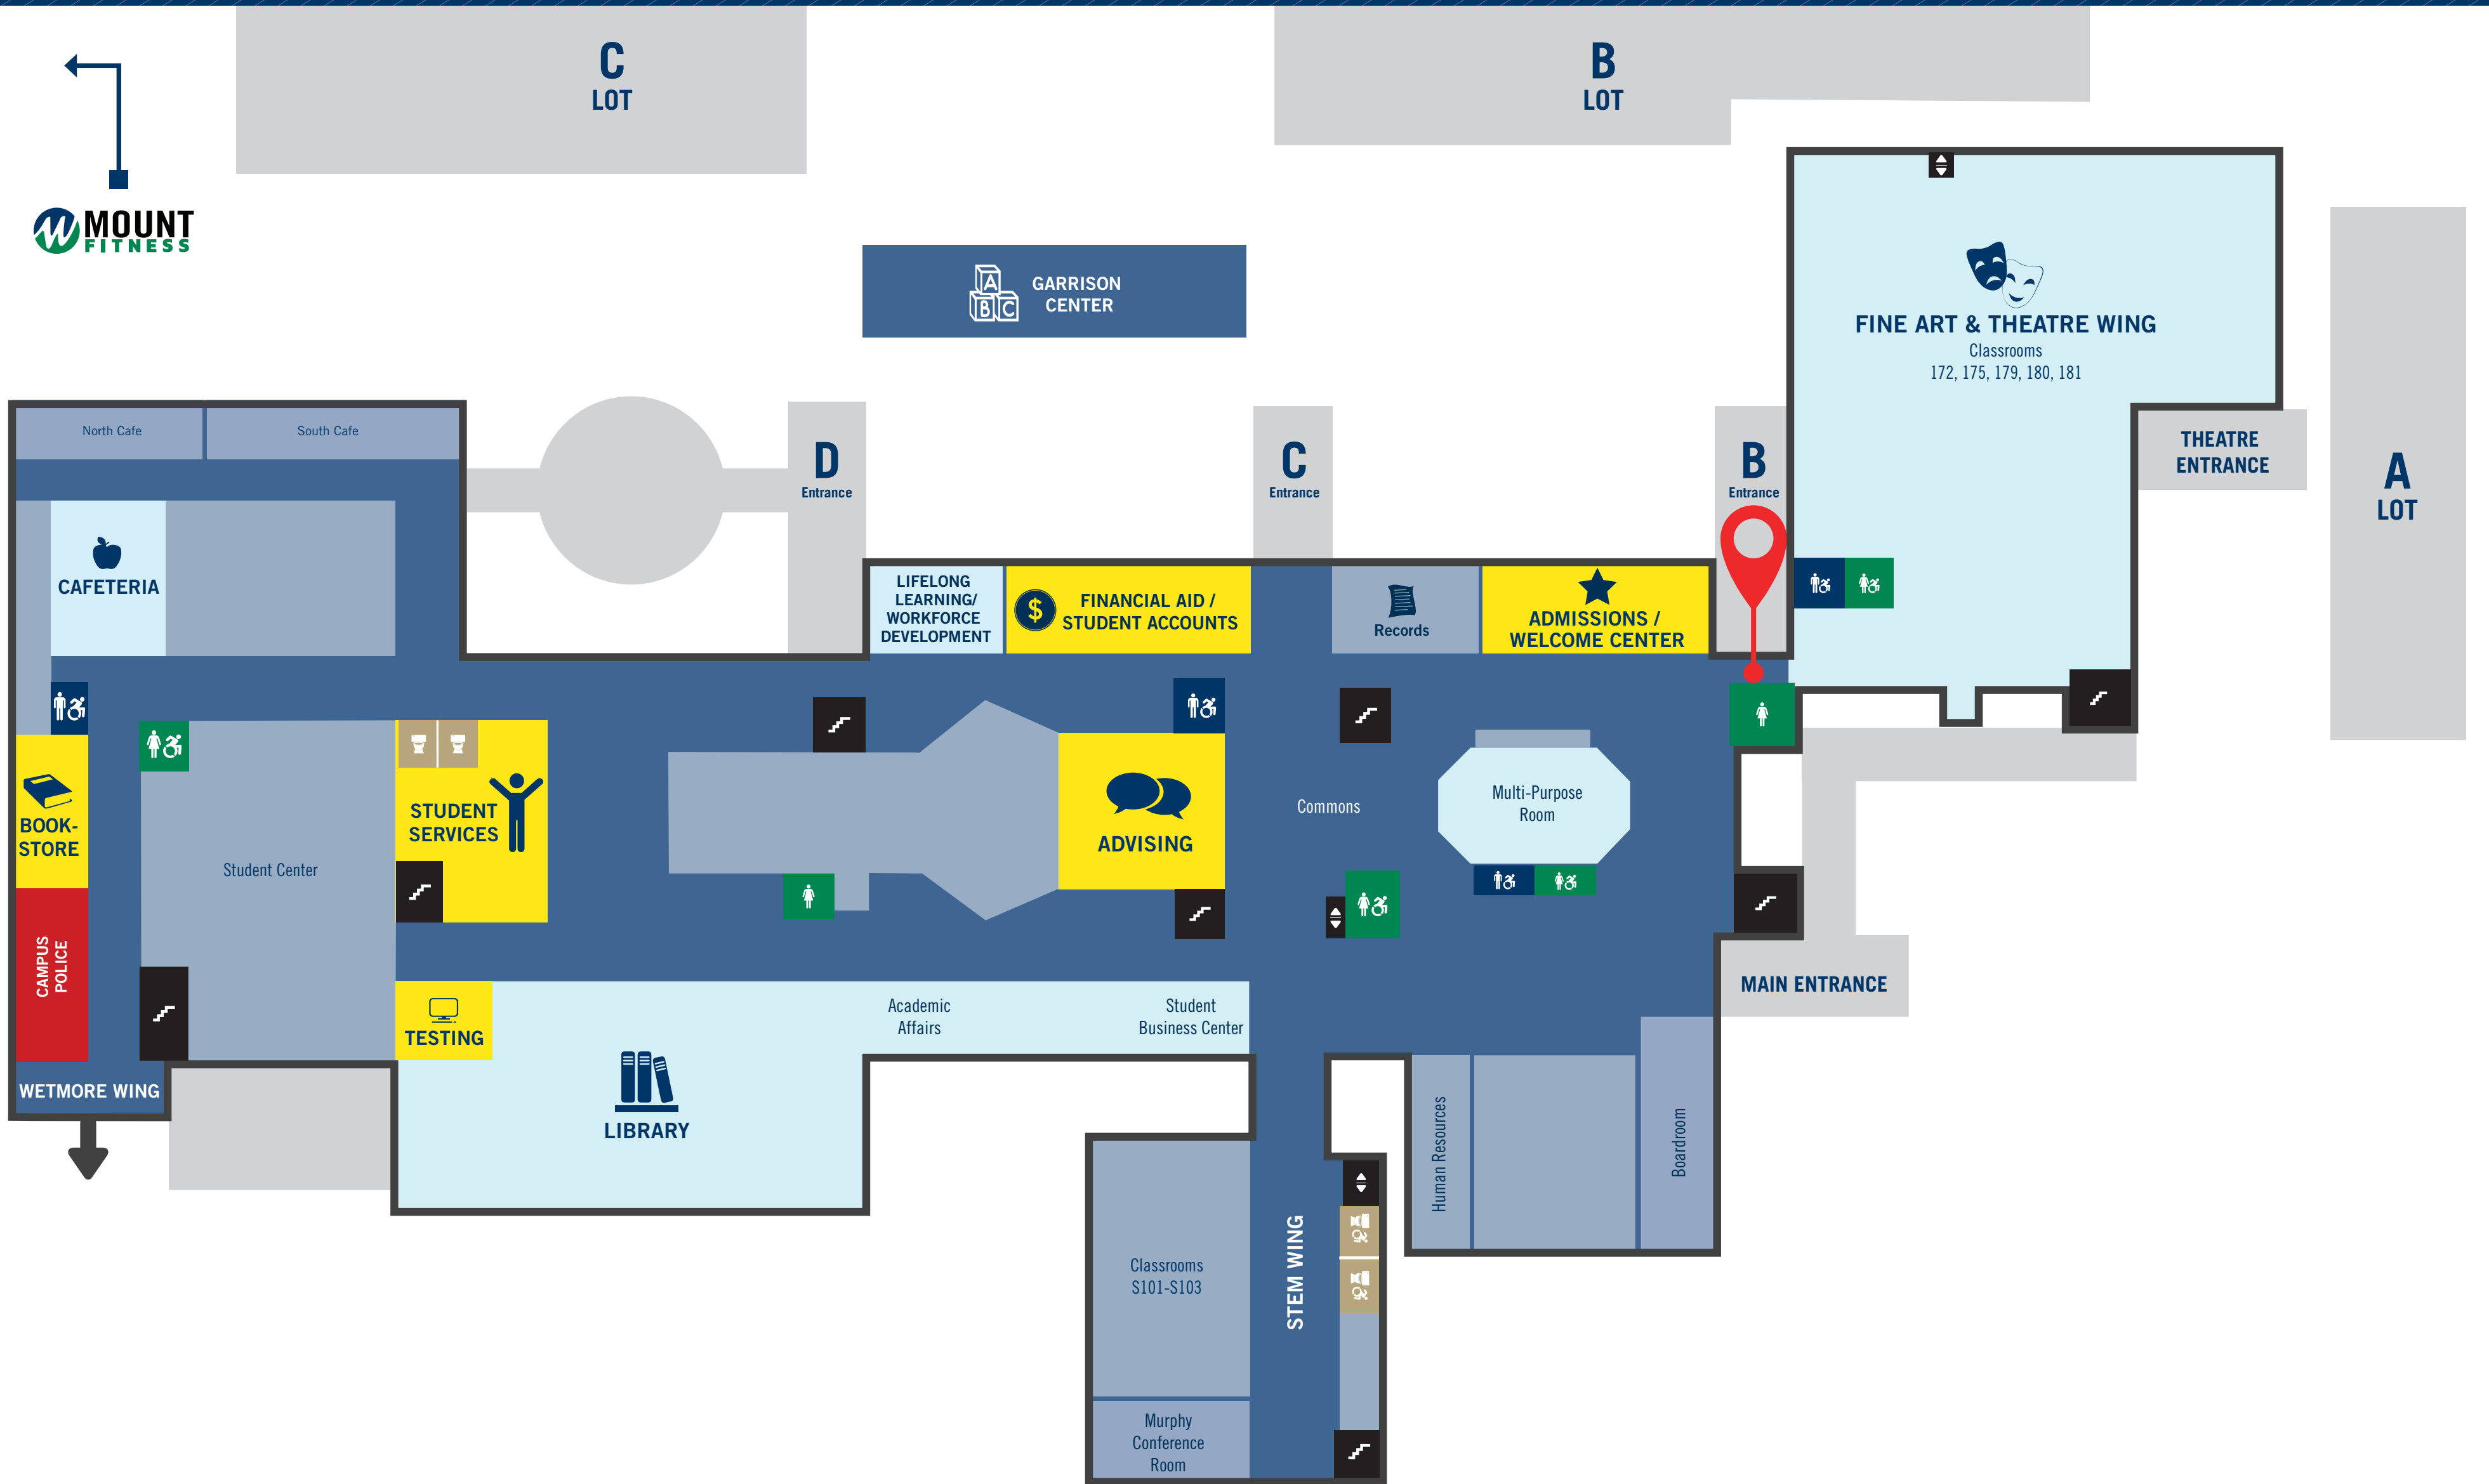 C
LOT
B
LOT
MOUNT
FITNESS
A
B
C
GARRISON
CENTER
FINE ART & THEATRE WING
Classrooms
172, 175, 179, 180, 181
THEATRE
ENTRANCE
A
LOT
North Cafe
South Cafe
D
Entrance
C
Entrance
B
Entrance
CAFETERIA
LIFELONG
LEARNING/
WORKFORCE
DEVELOPMENT
$
FINANCIAL AID /
STUDENT ACCOUNTS
Records
ADMISSIONS /
WELCOME CENTER
BOOK-
STORE
STUDENT
SERVICES
Student Center
ADVISING
Commons
Multi-Purpose
Room
CAMPUS
POLICE
TESTING
Academic
Affairs
Student
Business Center
MAIN ENTRANCE
WETMORE WING
LIBRARY
Human Resources
Boardroom
Classrooms
S101-S103
STEM WING
Murphy
Conference
Room